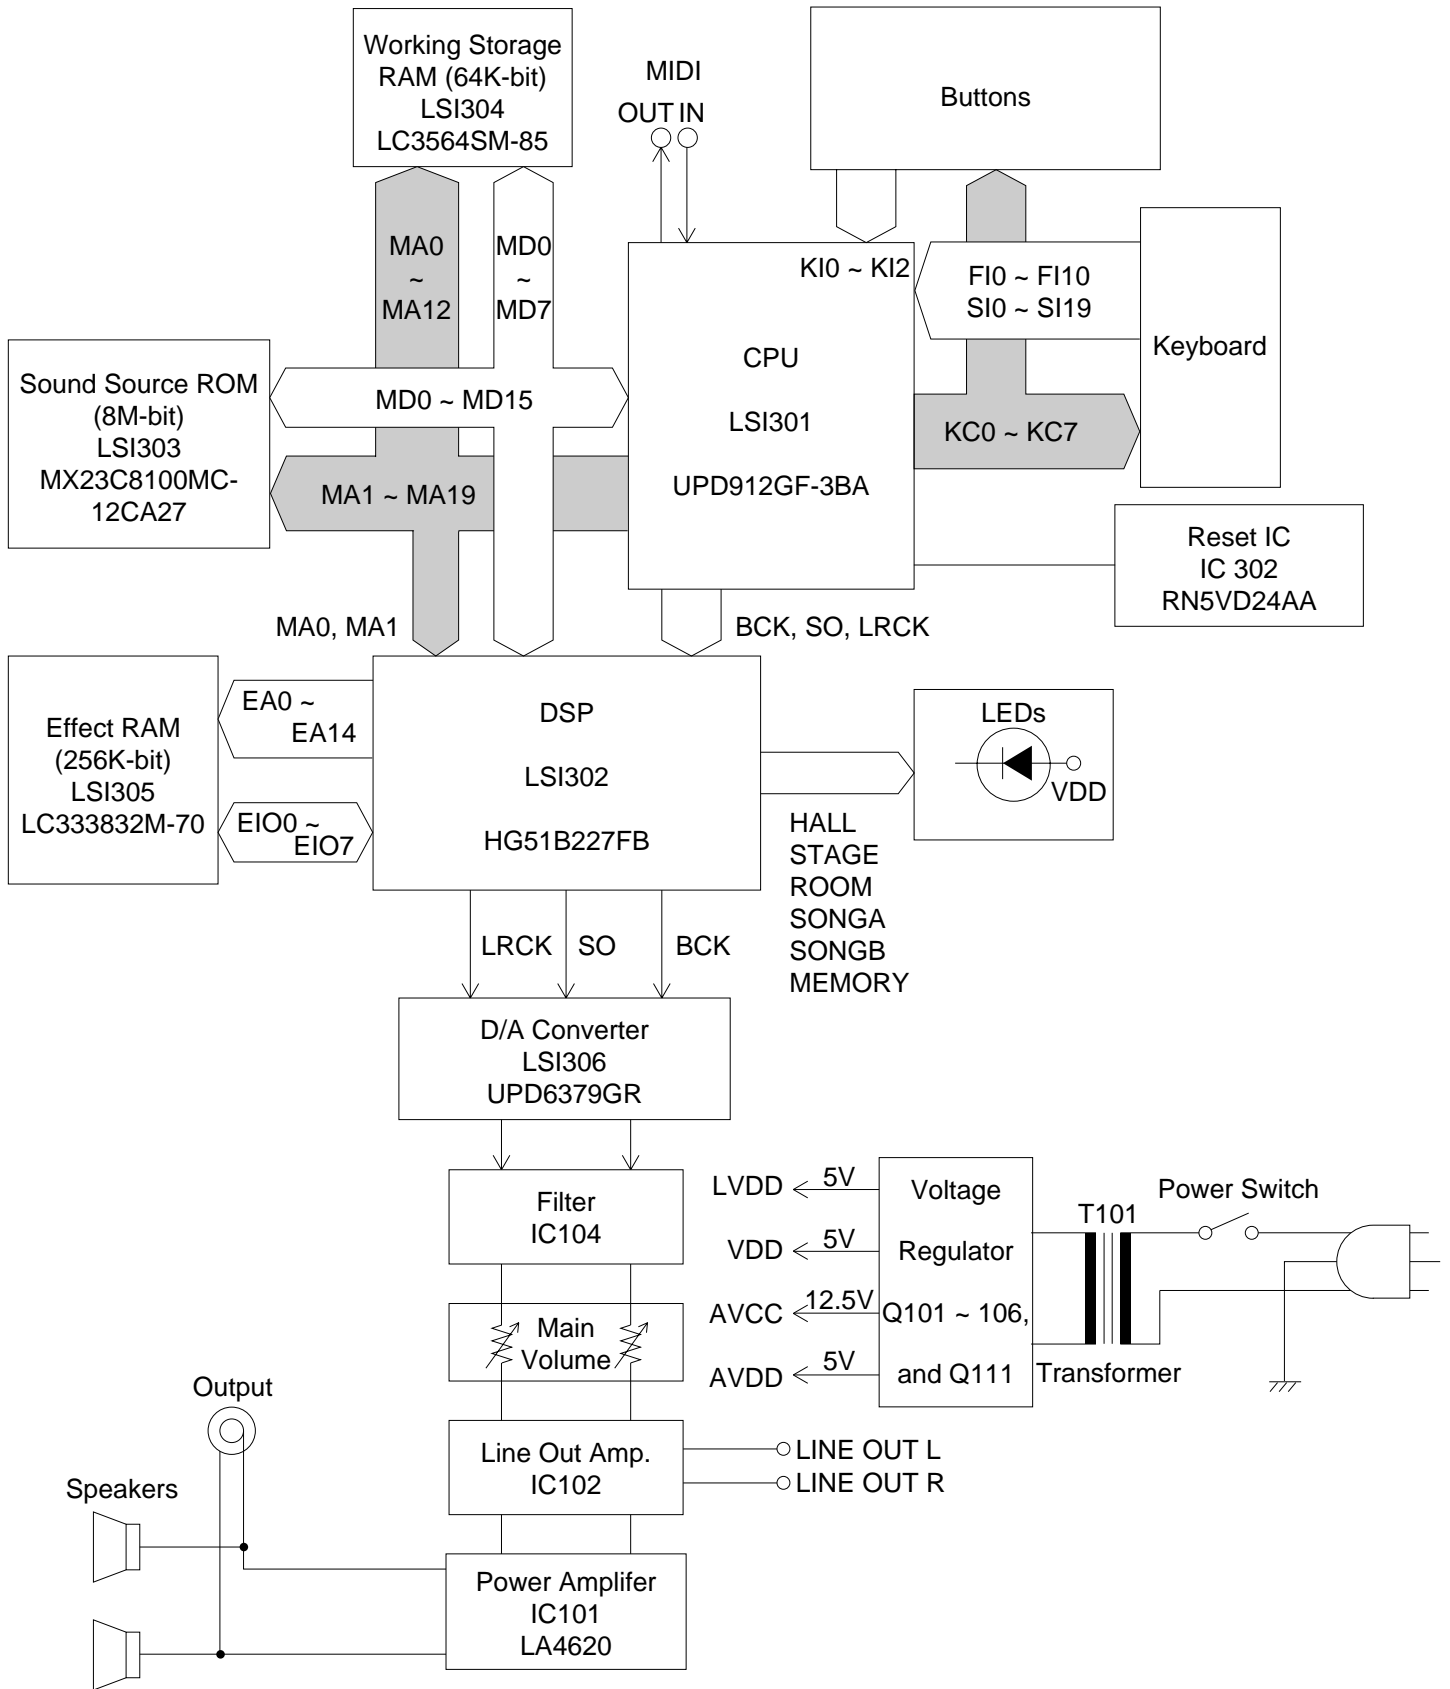 Working Storage
RAM (64K-bit)
LSI304
LC3564SM-85
MIDI
OUT IN
Buttons
MA0
~
MA12
MD0
~
MD7
KI0 ~ KI2
FI0 ~ FI10
SI0 ~ SI19
Keyboard
Sound Source ROM
(8M-bit)
LSI303
MX23C8100MC-
12CA27
MD0 ~ MD15
MA1 ~ MA19
CPU
LSI301
UPD912GF-3BA
KC0 ~ KC7
Reset IC
IC 302
RN5VD24AA
MA0, MA1
BCK, SO, LRCK
Effect RAM
(256K-bit)
LSI305
LC333832M-70
EA0 ~
EA14
EIO0 ~
EIO7
DSP
LSI302
HG51B227FB
LEDs
VDD
HALL
STAGE
ROOM
SONGA
SONGB
MEMORY
LRCK
SO
BCK
D/A Converter
LSI306
UPD6379GR
Filter
IC104
Main
Volume
LVDD
5V
VDD
5V
AVCC
12.5V
AVDD
5V
Voltage
Regulator
Q101 ~ 106,
and Q111
T101
Transformer
Power Switch
Output
Speakers
Line Out Amp.
IC102
LINE OUT L
LINE OUT R
Power Amplifer
IC101
LA4620